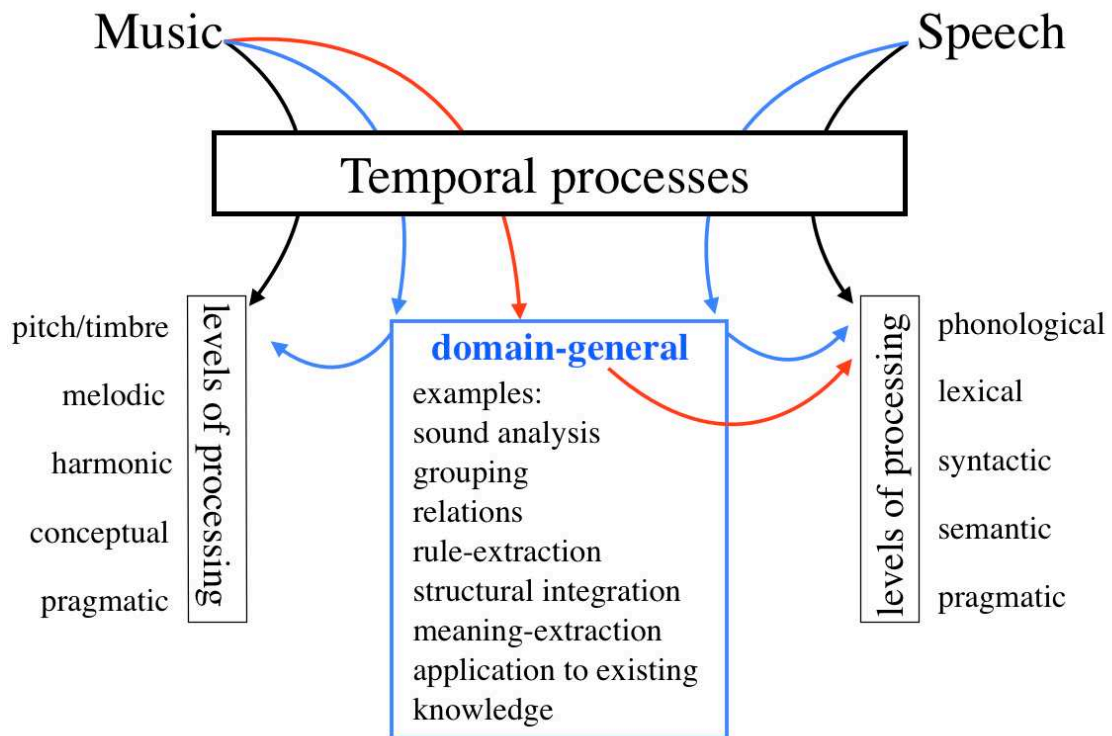 Music
Speech
Temporal processes
levels of processing
pitch/timbre
melodic
harmonic
conceptual
pragmatic
domain-general
examples:
sound analysis
grouping
relations
rule-extraction
structural integration
meaning-extraction
application to existing
knowledge
levels of processing
phonological
lexical
syntactic
semantic
pragmatic